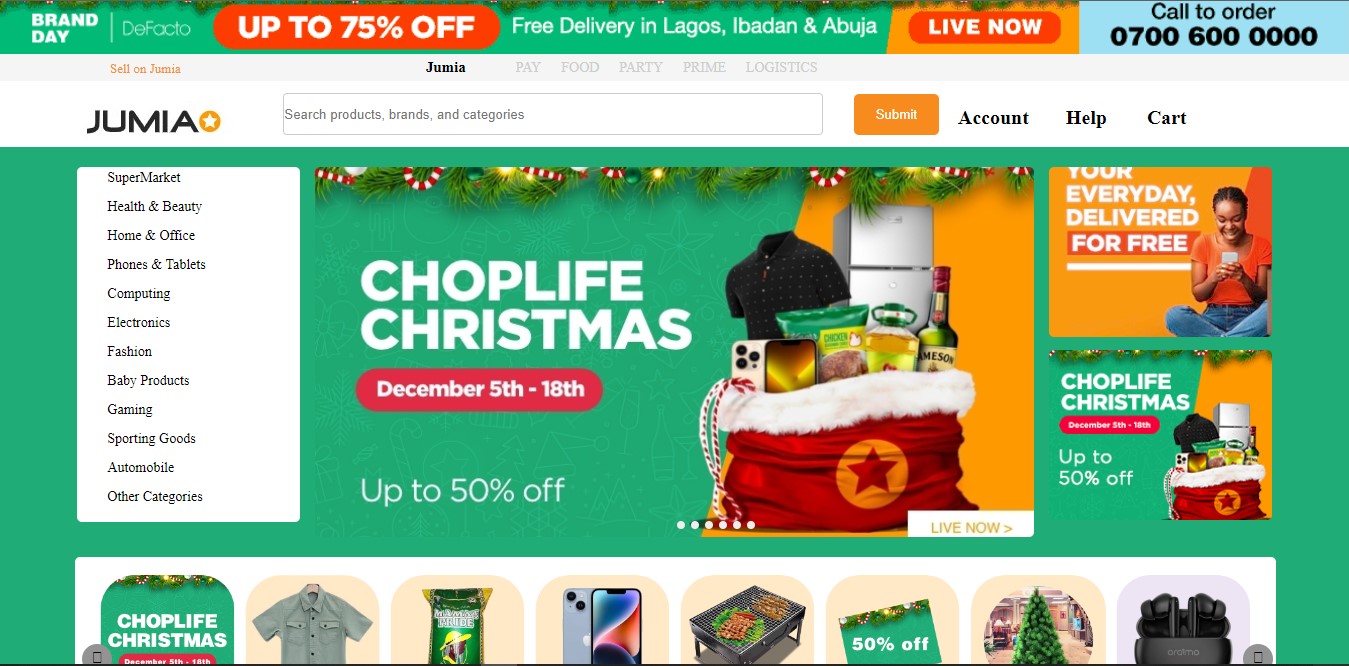 BRAND
DAY
DeFacto
UP TO 75% OFF
Free Delivery in Lagos, Ibadan & Abuja
LIVE NOW
Call to order
0700 600 0000
Sell on Jumia
Jumia
PAY
FOOD
PARTY
PRIME
LOGISTICS
JUMIA
Search products, brands, and categories
Submit
Account
Help
Cart
SuperMarket
Health & Beauty
Home & Office
Phones & Tablets
Computing
Electronics
Fashion
Baby Products
Gaming
Sporting Goods
Automobile
Other Categories
CHOPLIFE
CHRISTMAS
December 5th - 18th
Up to 50% off
CHICKEN
AMESON
LIVE NOW >
YOUR
EVERYDAY,
DELIVERED
FOR FREE
CHOPLIFE
CHRISTMAS
December 5th - 18th
Up to
50% off
CHOPLIFE
CHRISTMAS
December 5th - 18th
PRIDE
50% off
oraimo